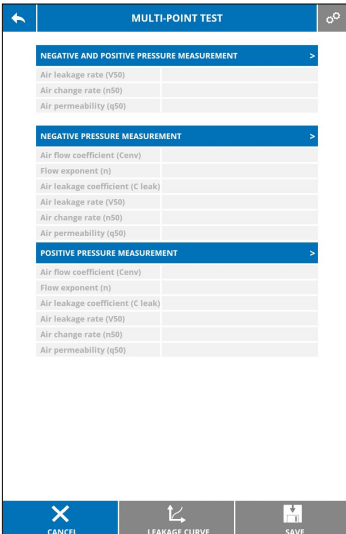 MULTI-POINT TEST
NEGATIVE AND POSITIVE PRESSURE MEASUREMENT >
Air leakage rate (V50)
Air change rate (n50)
Air permeability (q50)
NEGATIVE PRESSURE MEASUREMENT >
Air flow coefficient (Cenv)
Flow exponent (n)
Air leakage coefficient (C leak)
Air leakage rate (V50)
Air change rate (n50)
Air permeability (q50)
POSITIVE PRESSURE MEASUREMENT >
Air flow coefficient (Cenv)
Flow exponent (n)
Air leakage coefficient (C leak)
Air leakage rate (V50)
Air change rate (n50)
Air permeability (q50)
CANCEL LEAKAGE CURVE SAVE